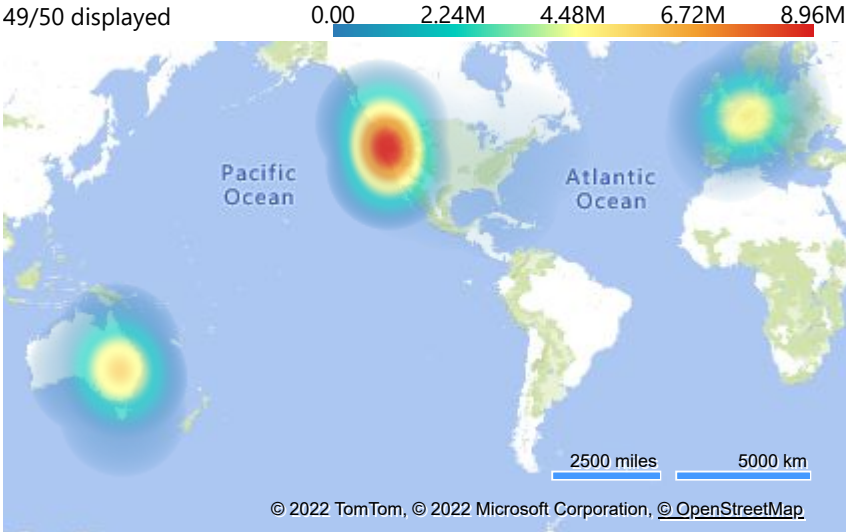 49/50 displayed
0.00 2.24M 4.48M 6.72M 8.96M
Pacific
Ocean
Atlantic
Ocean
2500 miles 5000 km
© 2022 TomTom, © 2022 Microsoft Corporation, © OpenStreetMap